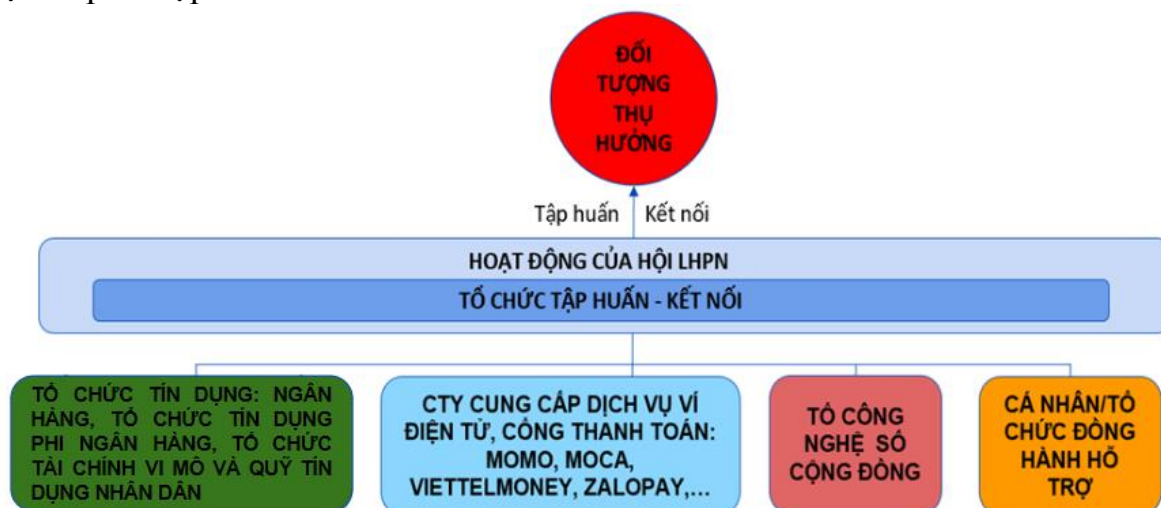 ĐỐI
TƯỢNG
THỤ
HƯỞNG
Tập huấn Kết nối
HOẠT ĐỘNG CỦA HỘI LHPN
TỔ CHỨC TẬP HUẤN - KẾT NỐI
TỔ CHỨC TÍN DỤNG: NGÂN
HÀNG, TỔ CHỨC TÍN DỤNG
PHI NGÂN HÀNG, TỔ CHỨC
TÀI CHÍNH VI MÔ VÀ QUỸ TÍN
DỤNG NHÂN DÂN
CTY CUNG CẤP DỊCH VỤ VÍ
ĐIỆN TỬ, CỔNG THANH TOÁN:
MOMO, MOCA,
VIETTELMONEY, ZALOPAY,...
TỔ CÔNG
NGHỆ SỐ
CỘNG ĐỒNG
CÁ NHÂN/TỔ
CHỨC ĐỒNG
HÀNH HỖ
TRỢ